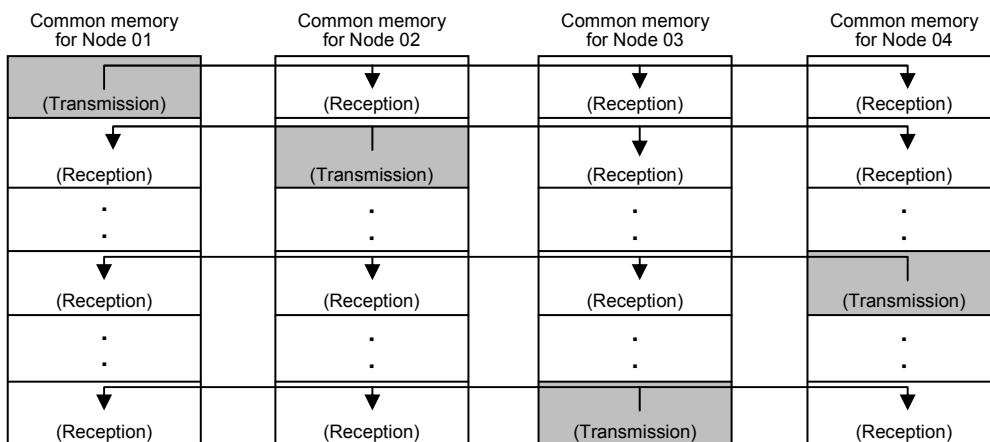 Common memory for Node 01
Common memory for Node 02
Common memory for Node 03
Common memory for Node 04
(Transmission) (Reception) (Reception) (Reception)
(Reception) (Transmission) (Reception) (Reception)
(Reception) (Reception) (Reception) (Transmission)
(Reception) (Reception) (Transmission) (Reception)